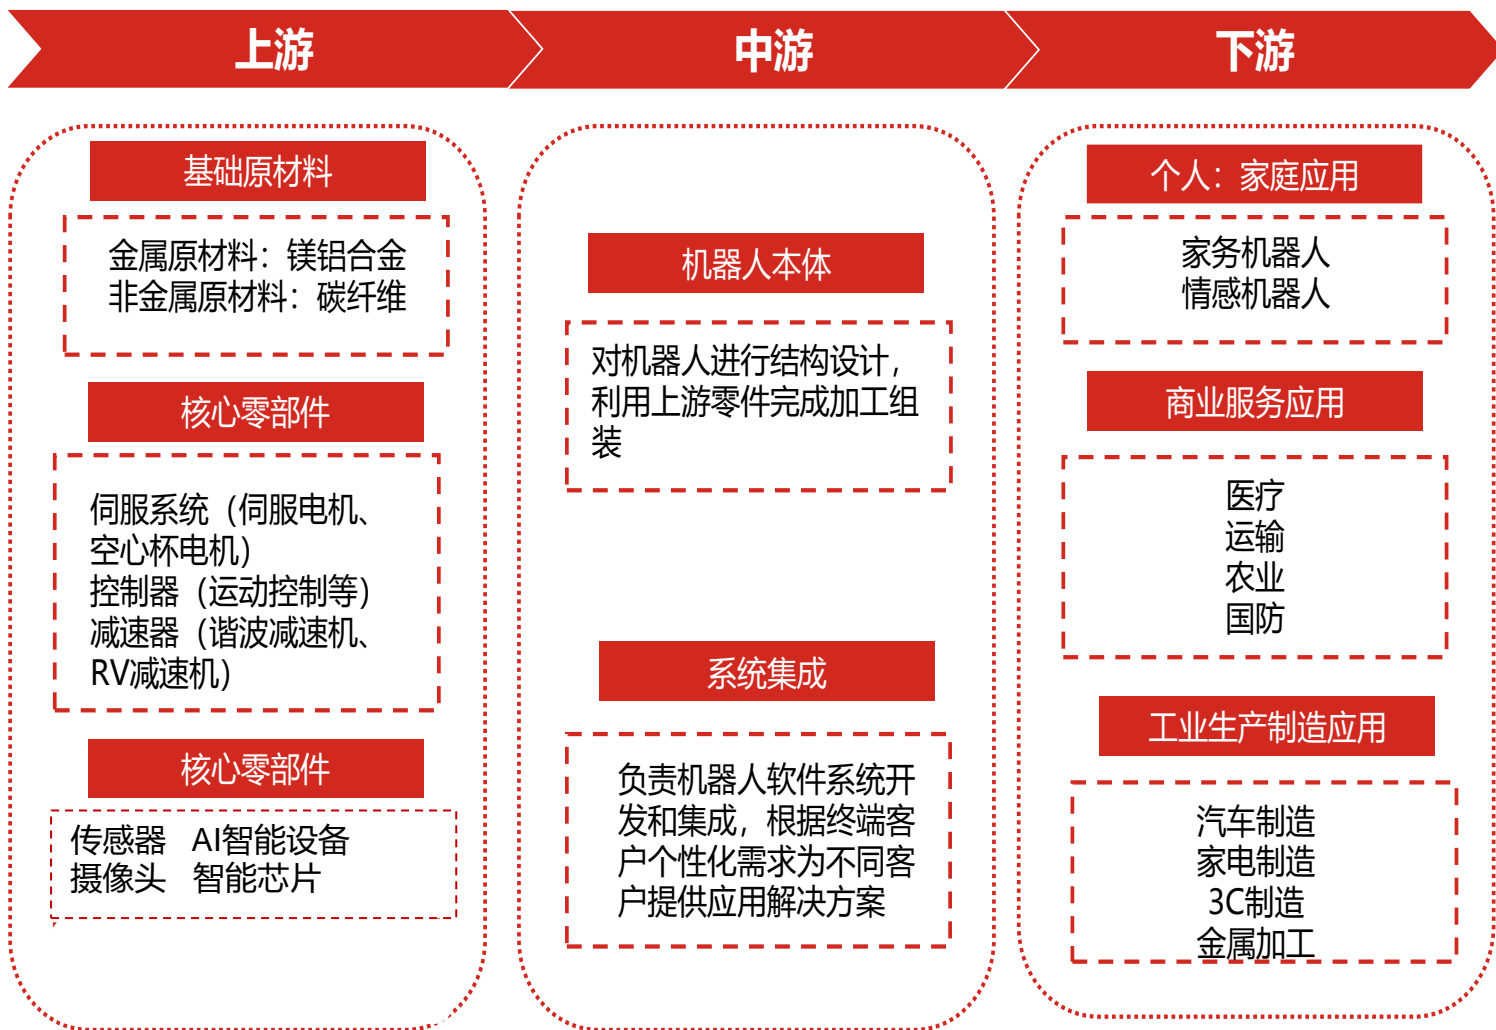 上游
中游
下游
基础原材料
金属原材料：镁铝合金
非金属原材料：碳纤维
核心零部件
伺服系统（伺服电机、
空心杯电机）
控制器（运动控制等）
减速器（谐波减速机、
RV减速机）
核心零部件
传感器 AI智能设备
摄像头 智能芯片
机器人本体
对机器人进行结构设计，
利用上游零件完成加工组
装
系统集成
负责机器人软件系统开
发和集成，根据终端客
户个性化需求为不同客
户提供应用解决方案
个人：家庭应用
家务机器人
情感机器人
商业服务应用
医疗
运输
农业
国防
工业生产制造应用
汽车制造
家电制造
3C制造
金属加工